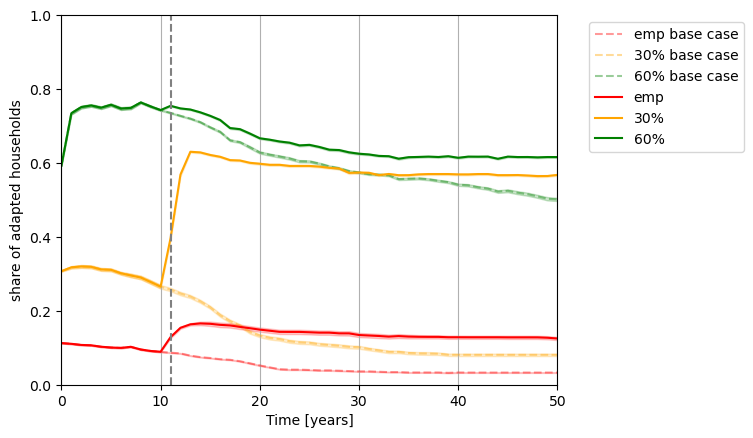 1.0
0.8
0.6
0.4
0.2
0.0
share of adapted households
0 10 20 30 40 50
Time [years]
emp base case
30% base case
60% base case
emp
30%
60%